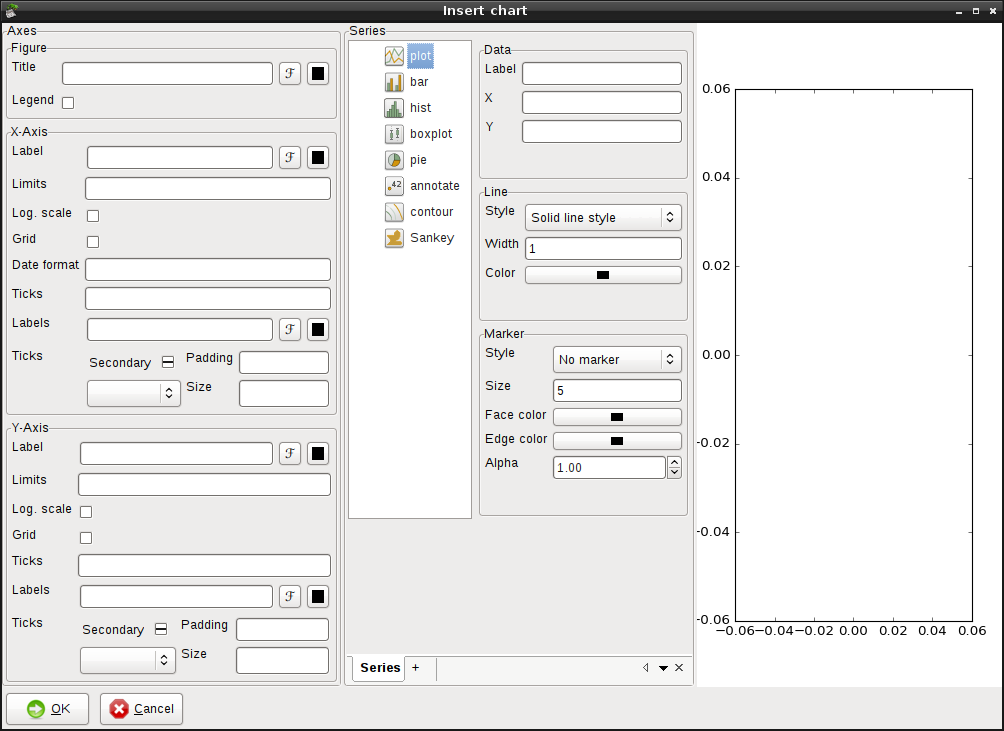 Insert chart
Axes
Figure
Title
ℱ
Legend
X-Axis
Label
ℱ
Limits
Log. scale
Grid
Date format
Ticks
Labels
ℱ
Ticks
Secondary
Padding
Size
Y-Axis
Label
ℱ
Limits
Log. scale
Grid
Ticks
Labels
ℱ
Ticks
Secondary
Padding
Size
Series
plot
bar
hist
boxplot
pie
.42 annotate
contour
Sankey
Data
Label
X
Y
Line
Style Solid line style
Width 1
Color
Marker
Style No marker
Size 5
Face color
Edge color
Alpha 1.00
Series +
0.06
0.04
0.02
0.00
-0.02
-0.04
-0.06
−0.06−0.04−0.02 0.00 0.02 0.04 0.06
OK
Cancel